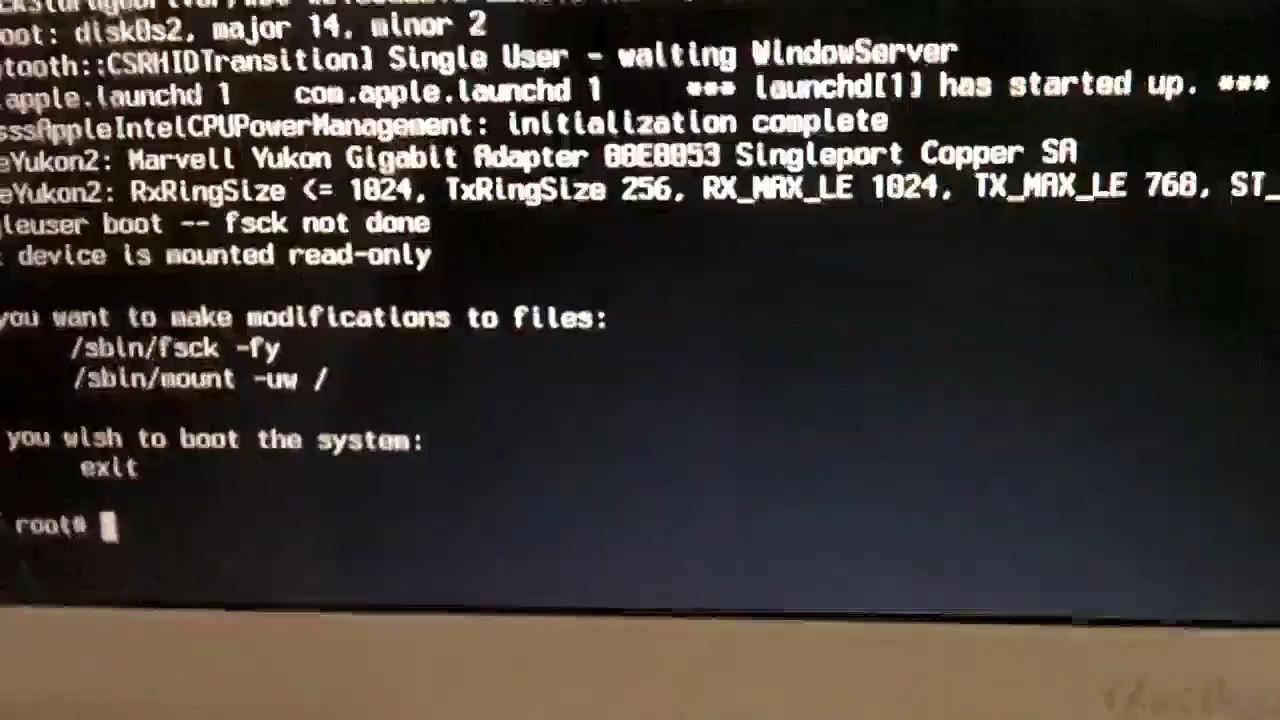 oot: disk0s2, major 14, minor 2
tooth::CSRHIDTransition] Single User - waiting WindowServer
.apple.launchd 1 com.apple.launchd 1 *** launchd[1] has started up. ***
sssAppleIntelCPUPowerManagement: initialization complete
eYukon2: Marvell Yukon Gigabit Adapter 88E8053 Singleport Copper SA
eYukon2: RxRingSize <= 1024, TxRingSize 256, RX_MAX_LE 1024, TX_MAX_LE 768, ST_
leuser boot -- fsck not done
device is mounted read-only
you want to make modifications to files:
/sbin/fsck -fy
/sbin/mount -uw /
you wish to boot the system:
exit
root#